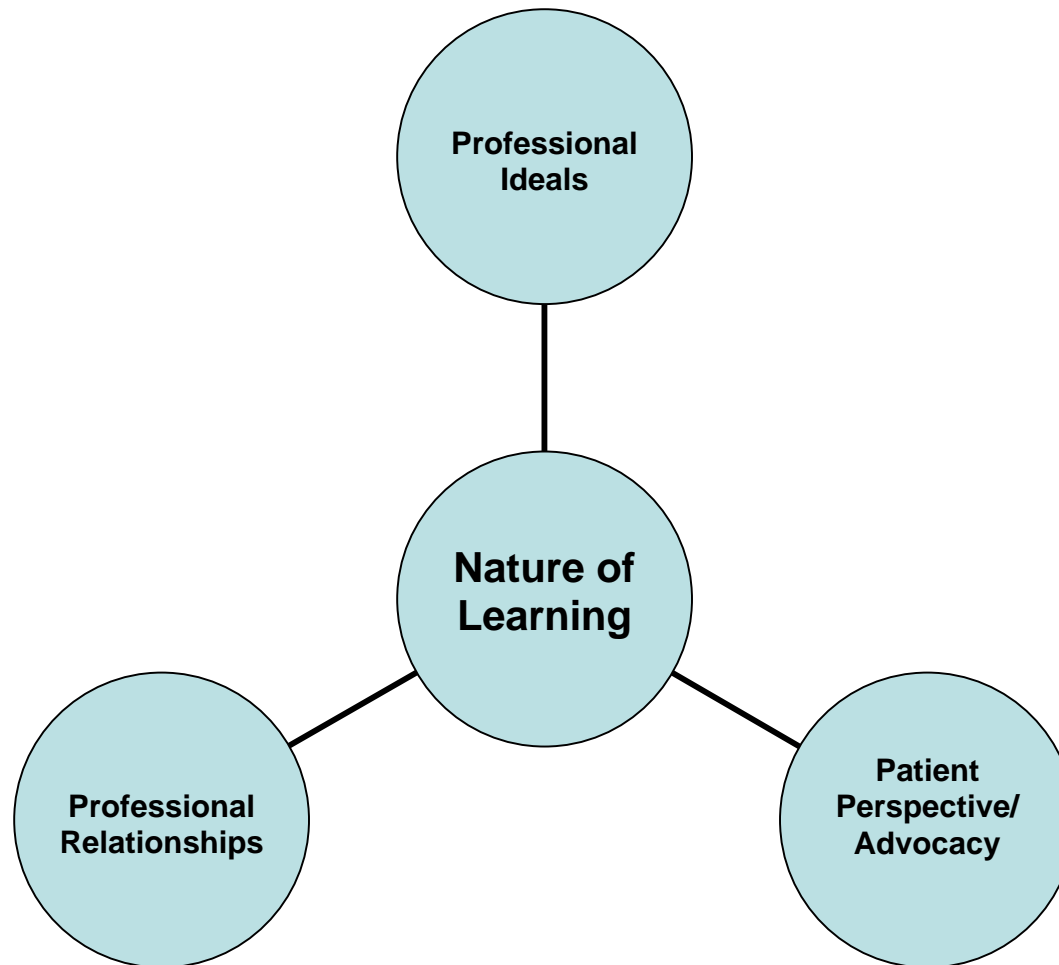 Professional
Ideals
Nature of
Learning
Professional
Relationships
Patient
Perspective/
Advocacy